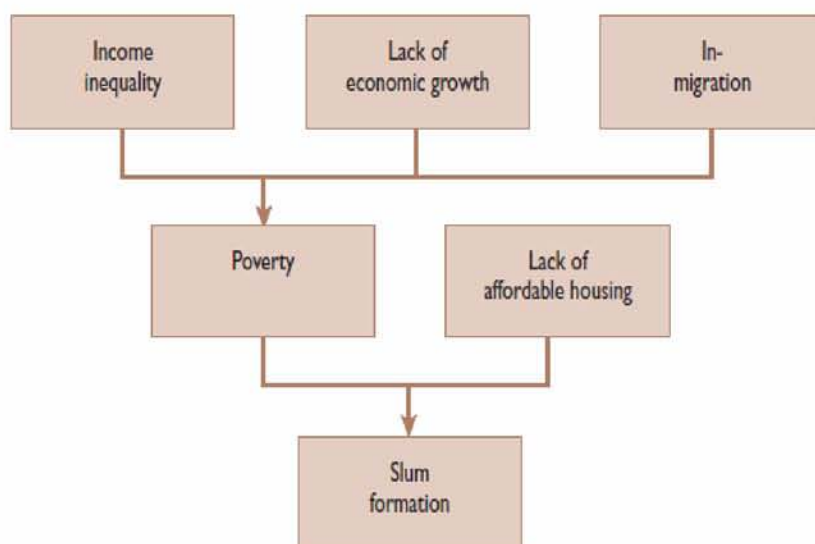 Income
inequality
Lack of
economic growth
In-
migration
Poverty
Lack of
affordable housing
Slum
formation